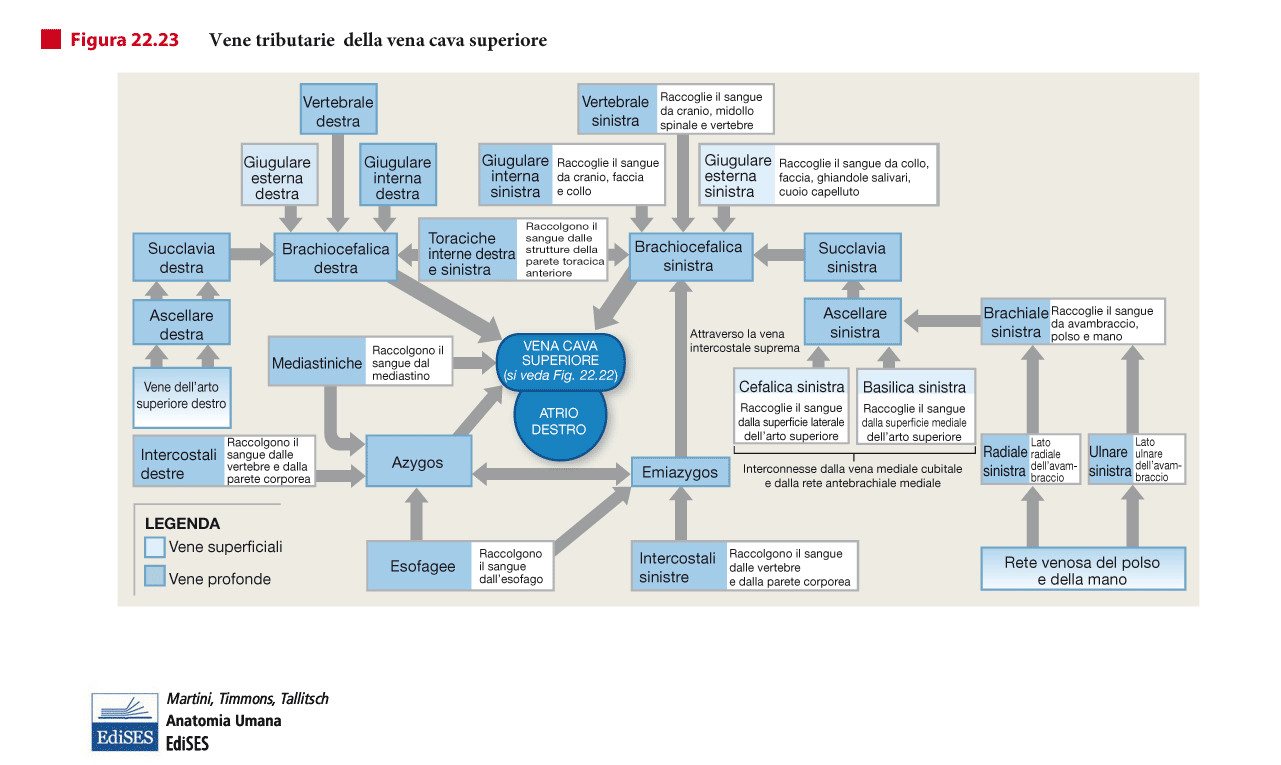 Figura 22.23 Vene tributarie della vena cava superiore
Vertebrale
destra
Vertebrale
sinistra
Raccoglie il sangue
da cranio, midollo
spinale e vertebre
Giugulare
esterna
destra
Giugulare
interna
destra
Giugulare
interna
sinistra
Raccoglie il sangue
da cranio, faccia
e collo
Giugulare
esterna
sinistra
Raccoglie il sangue da collo,
faccia, ghiandole salivari,
cuoio capelluto
Succlavia
destra
Brachiocefalica
destra
Toraciche
interne destra
e sinistra
Raccolgono il
sangue dalle
strutture della
parete toracica
anteriore
Brachiocefalica
sinistra
Succlavia
sinistra
Ascellare
destra
Ascellare
sinistra
Brachiale
sinistra
Raccoglie il sangue
da avambraccio,
polso e mano
Attraverso la vena
intercostale suprema
Mediastiniche
Raccolgono il
sangue dal
mediastino
VENA CAVA
SUPERIORE
(si veda Fig. 22.22)
ATRIO
DESTRO
Vene dell'arto
superiore destro
Cefalica sinistra
Raccoglie il sangue
dalla superficie laterale
dell'arto superiore
Basilica sinistra
Raccoglie il sangue
dalla superficie mediale
dell'arto superiore
Interconnesse dalla vena mediale cubitale
e dalla rete antebrachiale mediale
Intercostali
destre
Raccolgono il
sangue dalle
vertebre e dalla
parete corporea
Azygos
Emiazygos
Radiale
sinistra
Lato
radiale
dell'avam-
braccio
Ulnare
sinistra
Lato
ulnare
dell'avam-
braccio
LEGENDA
Vene superficiali
Vene profonde
Esofagee
Raccolgono
il sangue
dall'esofago
Intercostali
sinistre
Raccolgono il sangue
dalle vertebre
e dalla parete corporea
Rete venosa del polso
e della mano
EdiSES
Martini, Timmons, Tallitsch
Anatomia Umana
EdiSES